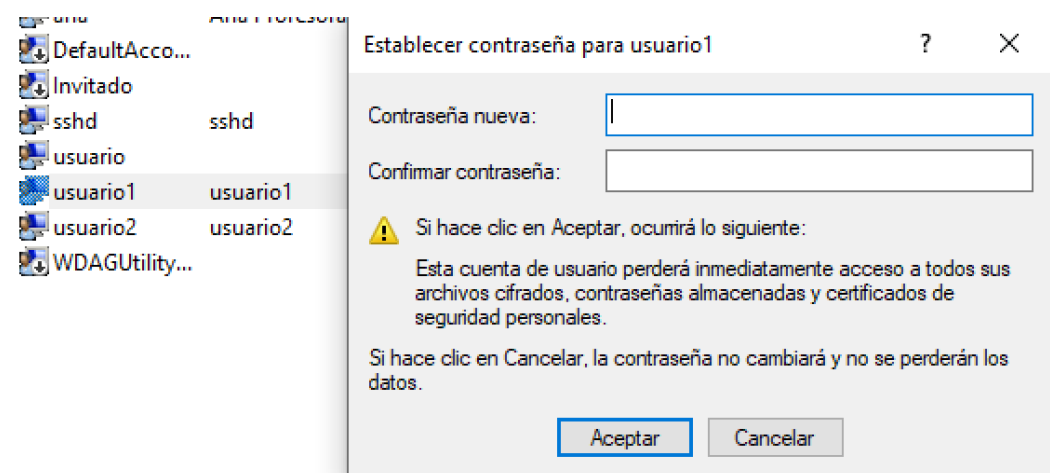 Establecer contraseña para usuario1 ?
DefaultAcco...
Invitado
sshd sshd
usuario
usuario1 usuario1
usuario2 usuario2
WDAGUtility...
Contraseña nueva:
Confirmar contraseña:
Si hace clic en Aceptar, ocurrirá lo siguiente:
Esta cuenta de usuario perderá inmediatamente acceso a todos sus
archivos cifrados, contraseñas almacenadas y certificados de
seguridad personales.
Si hace clic en Cancelar, la contraseña no cambiará y no se perderán los
datos.
Aceptar Cancelar